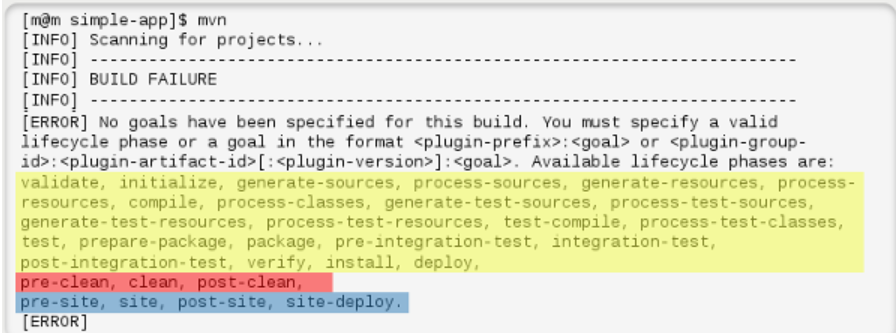 [m@m simple-app]$ mvn
[INFO] Scanning for projects...
[INFO] ------------------------------------------------------------------------
[INFO] BUILD FAILURE
[INFO] ------------------------------------------------------------------------
[ERROR] No goals have been specified for this build. You must specify a valid
lifecycle phase or a goal in the format <plugin-prefix>:<goal> or <plugin-group-
id>:<plugin-artifact-id>[:<plugin-version>]:<goal>. Available lifecycle phases are:
validate, initialize, generate-sources, process-sources, generate-resources, process-
resources, compile, process-classes, generate-test-sources, process-test-sources,
generate-test-resources, process-test-resources, test-compile, process-test-classes,
test, prepare-package, package, pre-integration-test, integration-test,
post-integration-test, verify, install, deploy,
pre-clean, clean, post-clean,
pre-site, site, post-site, site-deploy.
[ERROR]